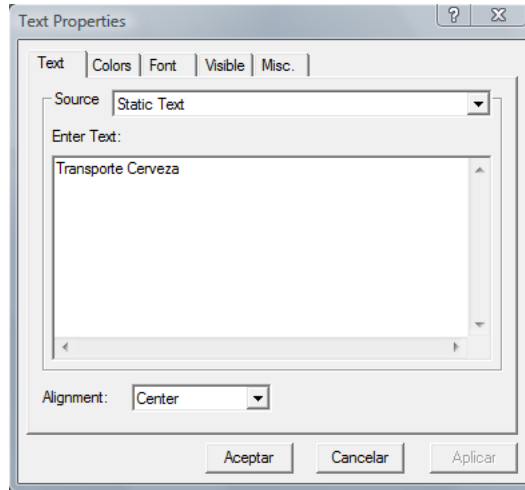 Text Properties
Text Colors Font Visible Misc.
Source Static Text
Enter Text:
Transporte Cerveza
Alignment: Center
Aceptar Cancelar Aplicar